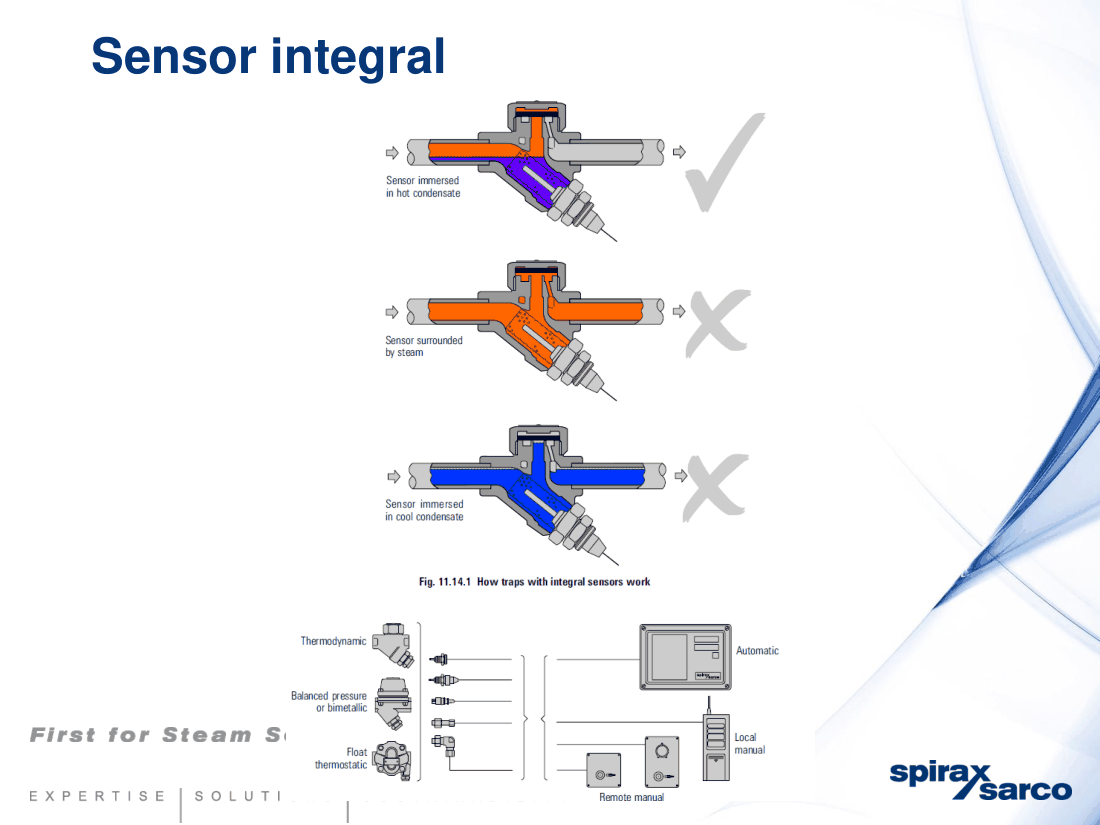 Sensor integral
Sensor immersed
in hot condensate
Sensor surrounded
by steam
Sensor immersed
in cool condensate
Fig. 11.14.1 How traps with integral sensors work
Thermodynamic
Automatic
Balanced pressure
or bimetallic
Local
manual
Float
thermostatic
Remote manual
First for Steam S
EXPERTISE SOLUTI
spirax
sarco